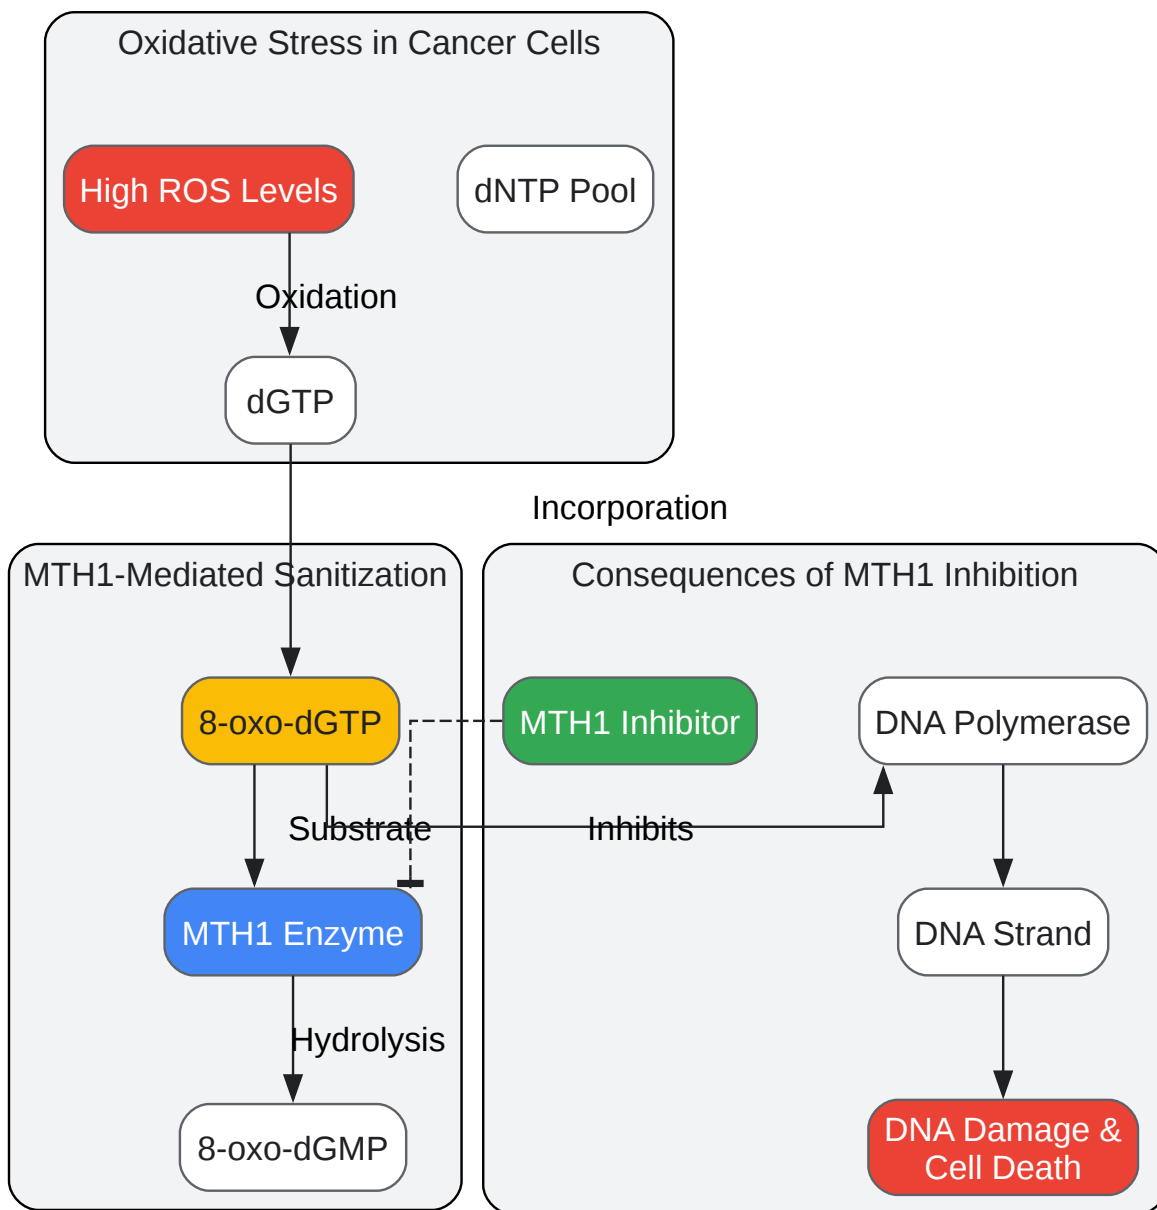 Oxidative Stress in Cancer Cells
High ROS Levels
dNTP Pool
Oxidation
dGTP
Incorporation
MTH1-Mediated Sanitization
Consequences of MTH1 Inhibition
8-oxo-dGTP
MTH1 Inhibitor
DNA Polymerase
Substrate
Inhibits
MTH1 Enzyme
DNA Strand
Hydrolysis
8-oxo-dGMP
DNA Damage &
Cell Death